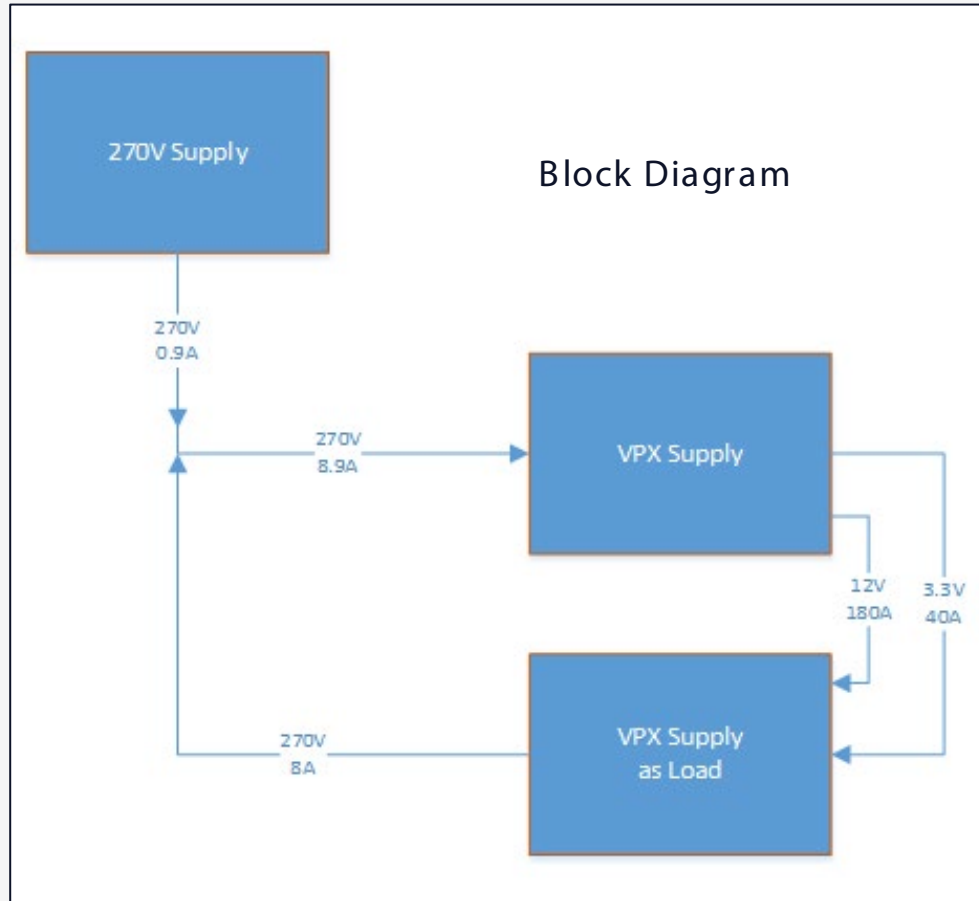 270V Supply
Block Diagram
270V
0.9A
270V
8.9A
VPX Supply
12V
180A
3.3V
40A
270V
8A
VPX Supply
as Load